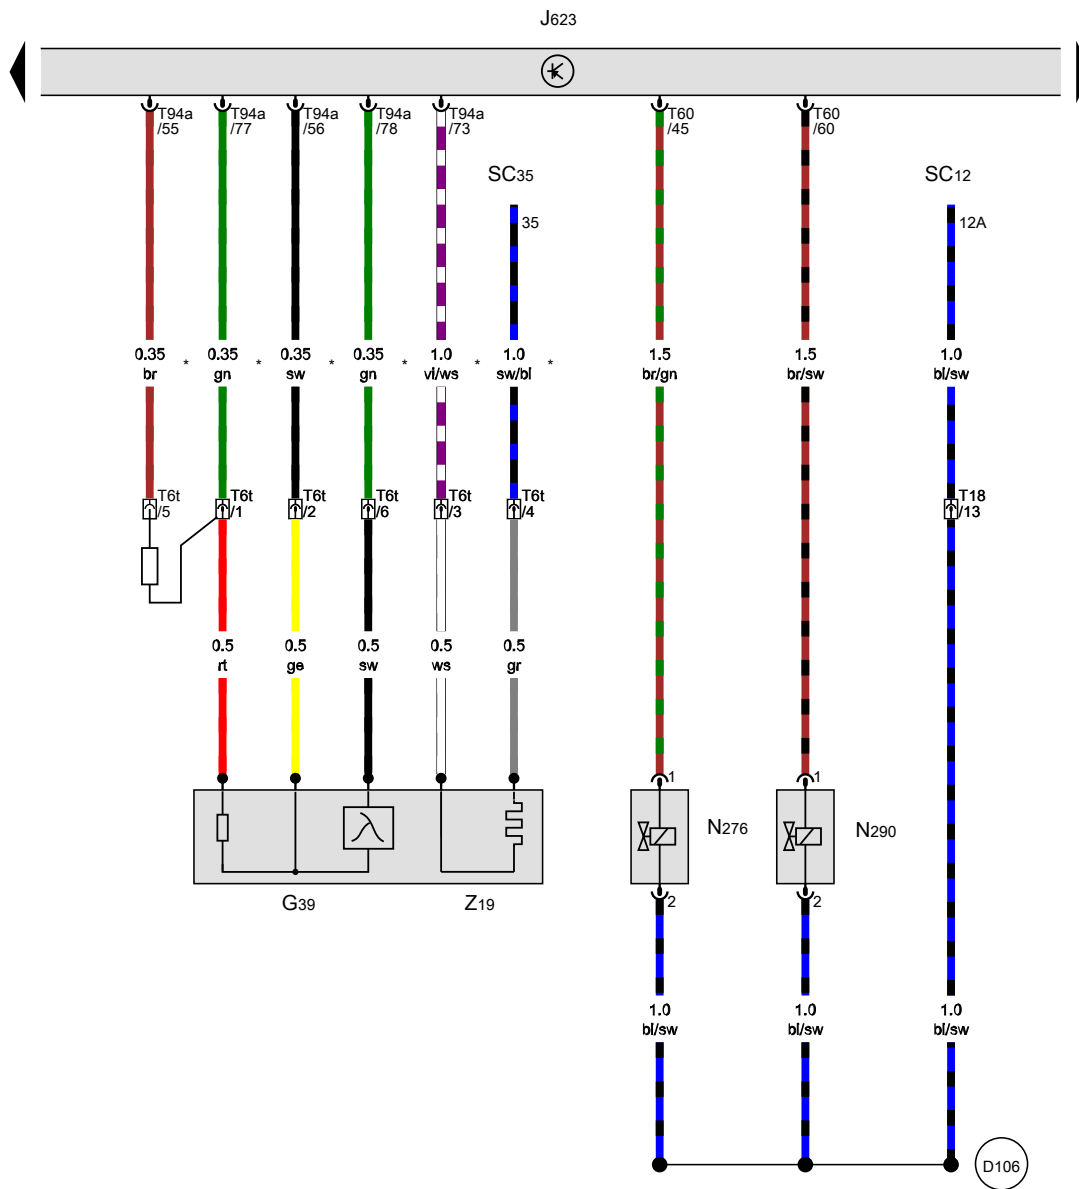 J623
T94a
/55
T94a
/77
T94a
/56
T94a
/78
T94a
/73
T60
/45
T60
/60
SC35
35
SC12
12A
0.35
br
*
0.35
gn
*
0.35
sw
*
0.35
gn
*
1.0
vi/ws
*
1.0
sw/bl
*
1.5
br/gn
1.5
br/sw
1.0
bl/sw
T6t
/5
T6t
/1
T6t
/2
T6t
/6
T6t
/3
T6t
/4
T18
/13
0.5
rt
0.5
ge
0.5
sw
0.5
ws
0.5
gr
1
1
N276
N290
G39
Z19
2
2
1.0
bl/sw
1.0
bl/sw
1.0
bl/sw
D106